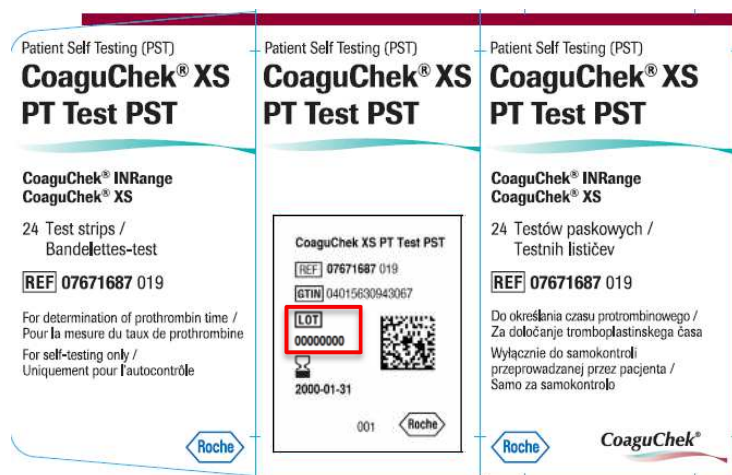 Patient Self Testing (PST)
CoaguChek® XS
PT Test PST
CoaguChek® INRange
CoaguChek® XS
24 Test strips /
Bandelettes-test
REF 07671687 019
For determination of prothrombin time /
Pour la mesure du taux de prothrombine
For self-testing only /
Uniquement pour l'autocontrôle
Roche
Patient Self Testing (PST)
CoaguChek® XS
PT Test PST
CoaguChek XS PT Test PST
REF 07671687 019
GTIN 04015630943067
LOT
00000000
2000-01-31
001
Roche
Patient Self Testing (PST)
CoaguChek® XS
PT Test PST
CoaguChek® INRange
CoaguChek® XS
24 Testów paskowych /
Testnih lističev
REF 07671687 019
Do określania czasu protrombinowego /
Za določanje tromboplastinskega časa
Wyłącznie do samokontroli
przeprowadzanej przez pacjenta /
Samo za samokontrolo
Roche
CoaguChek®